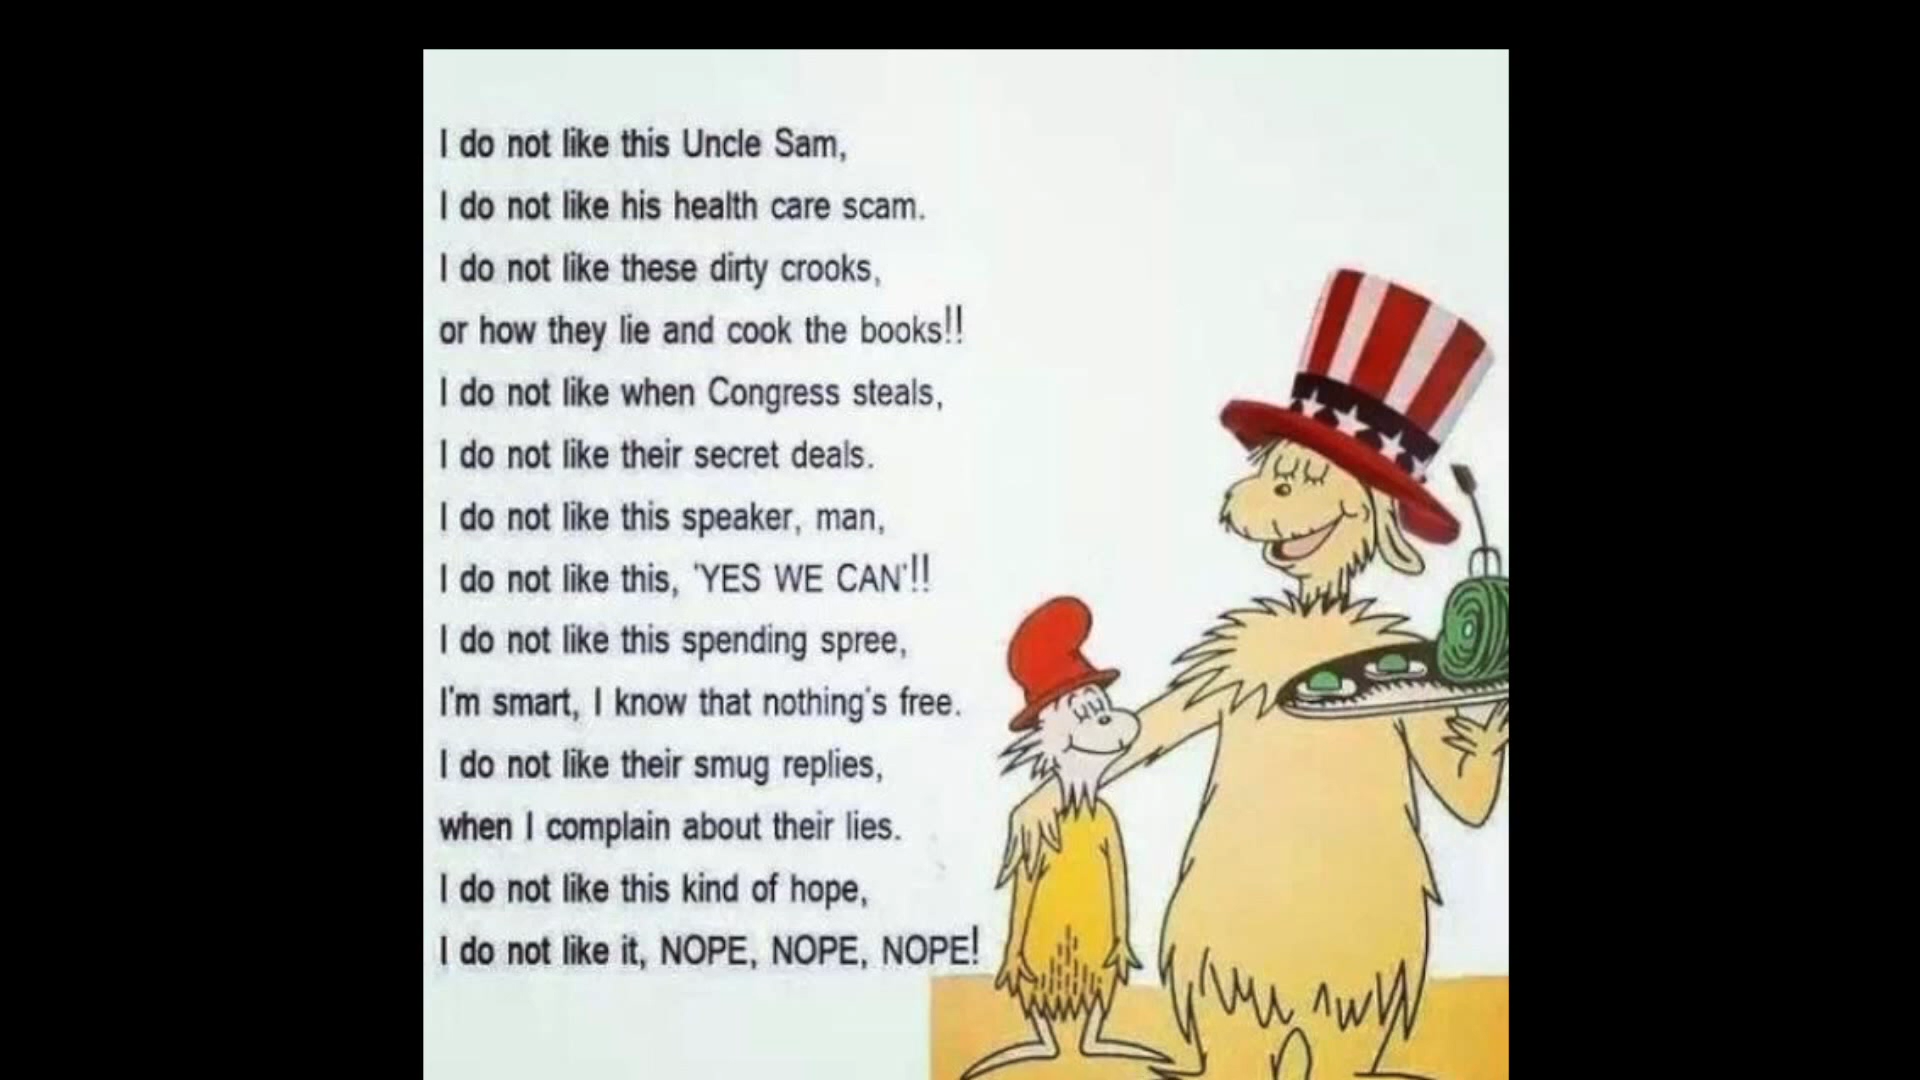 I do not like this Uncle Sam,
I do not like his health care scam.
I do not like these dirty crooks,
or how they lie and cook the books!!
I do not like when Congress steals,
I do not like their secret deals.
I do not like this speaker, man,
I do not like this, 'YES WE CAN'!!
I do not like this spending spree,
I'm smart, I know that nothing's free.
I do not like their smug replies,
when I complain about their lies.
I do not like this kind of hope,
I do not like it, NOPE, NOPE, NOPE!